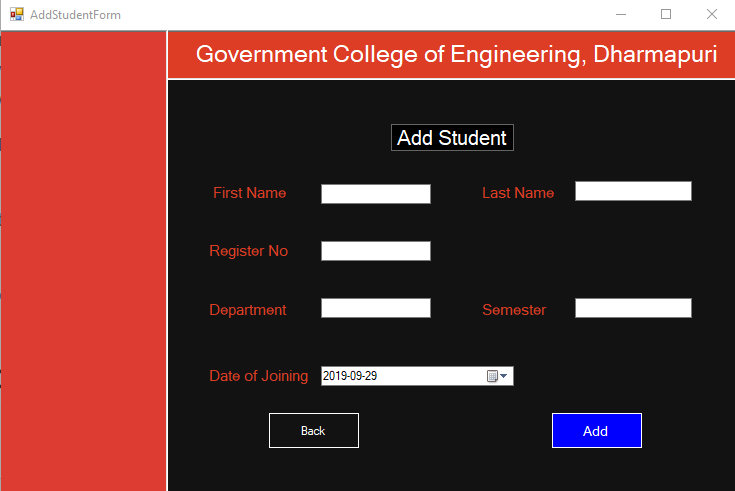 AddStudentForm
Government College of Engineering, Dharmapuri
Add Student
First Name
Last Name
Register No
Department
Semester
Date of Joining
2019-09-29
Back
Add